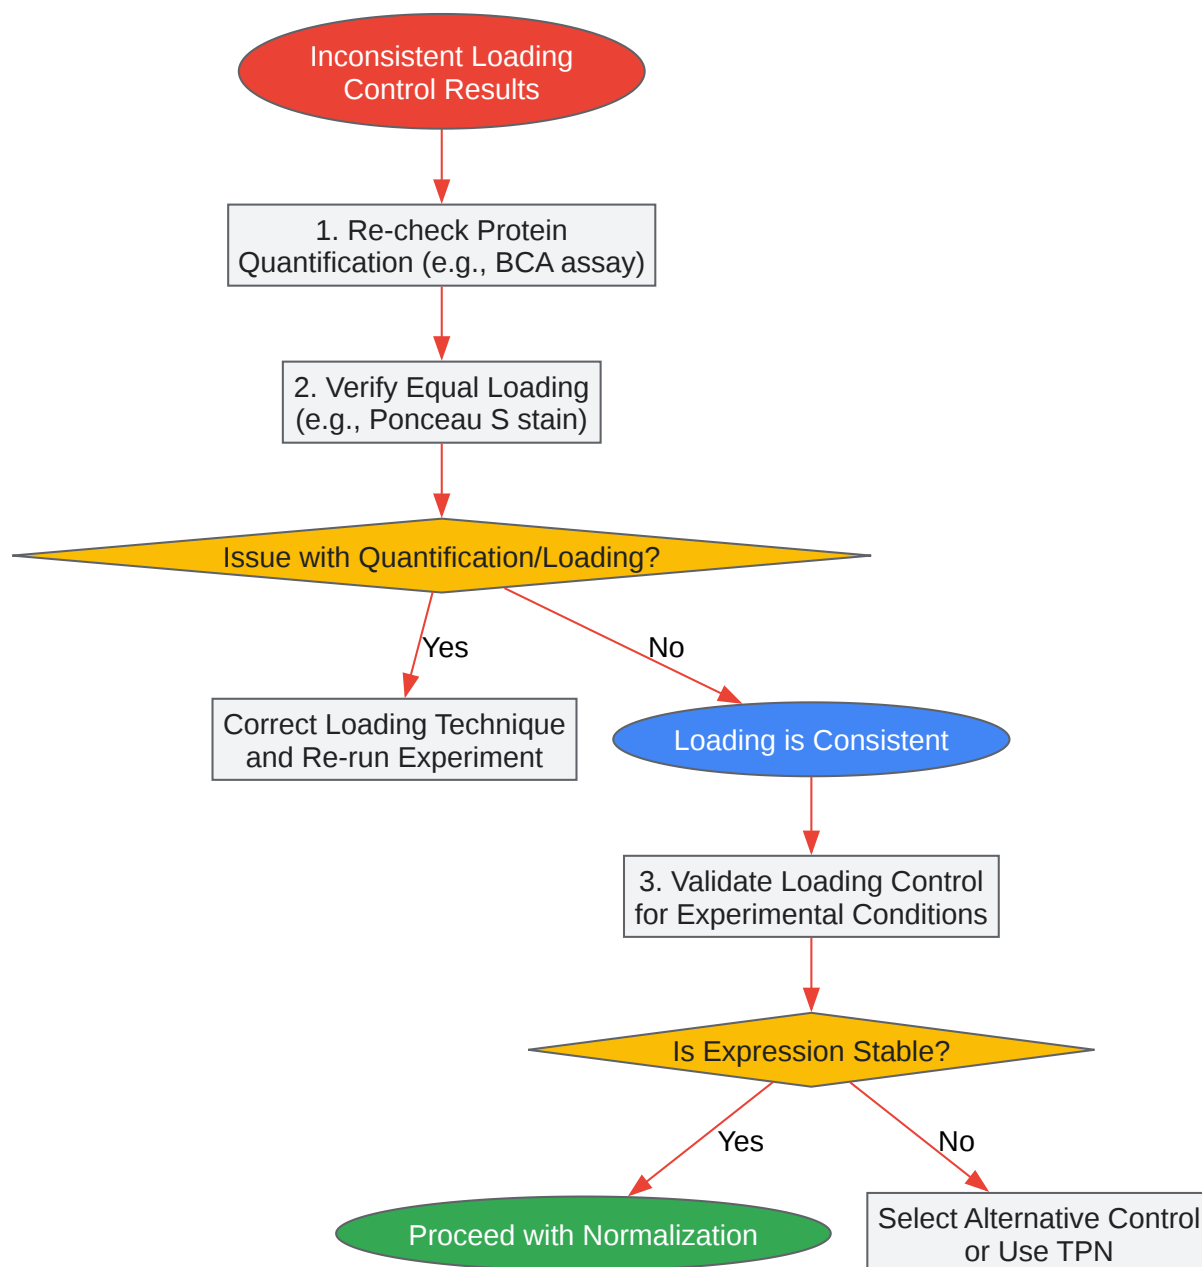 Inconsistent Loading
Control Results
1. Re-check Protein
Quantification (e.g., BCA assay)
2. Verify Equal Loading
(e.g., Ponceau S stain)
Issue with Quantification/Loading?
Yes
No
Correct Loading Technique
and Re-run Experiment
Loading is Consistent
3. Validate Loading Control
for Experimental Conditions
Is Expression Stable?
Yes
No
Proceed with Normalization
Select Alternative Control
or Use TPN